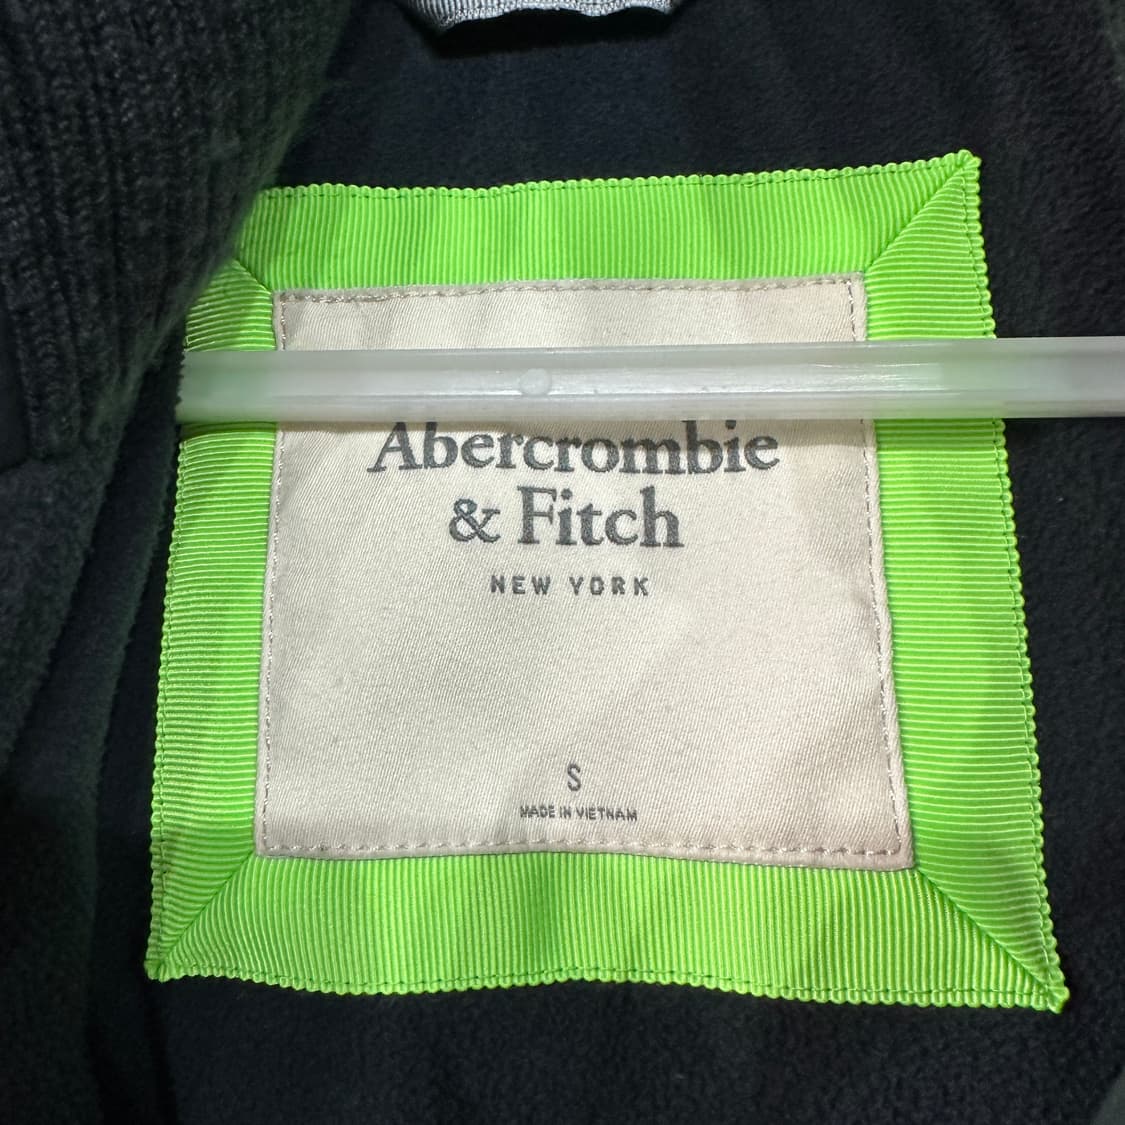 Abercrombie
& Fitch
NEW YORK
S
MADE IN VIETNAM